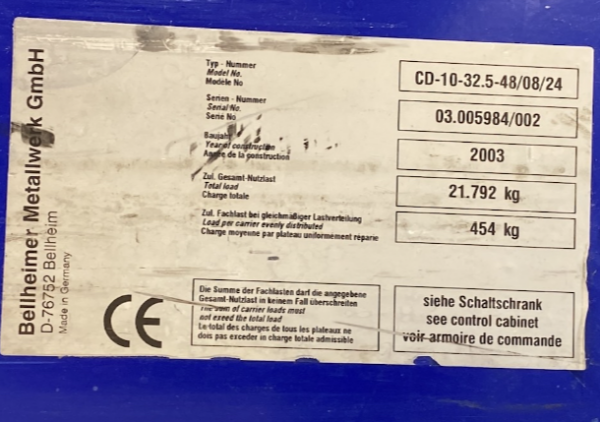 Bellheimer Metallwerk GmbH
D-76752 Bellheim
Made in Germany
Typ - Nummer
Model No.
Modèle No
CD-10-32.5-48/08/24
Serien - Nummer
Serial No.
Serie No
03.005984/002
Baujahr
Year of construction
Année de la construction
2003
Zul. Gesamt-Nutzlast
Total load
Charge totale
21.792 kg
Zul. Fachlast bei gleichmäßiger Lastverteilung
Load per carrier evenly distributed
Charge moyenne par plateau uniformément réparie
454 kg
CE
Die Summe der Fachlasten darf die angegebene
Gesamt-Nutzlast in keinem Fall überschreiten
The sum of carrier loads must
not exceed the total load
Le total des charges de tous les plateaux ne
dois pas exceder in charge totale admissible
siehe Schaltschrank
see control cabinet
voir armoire de commande